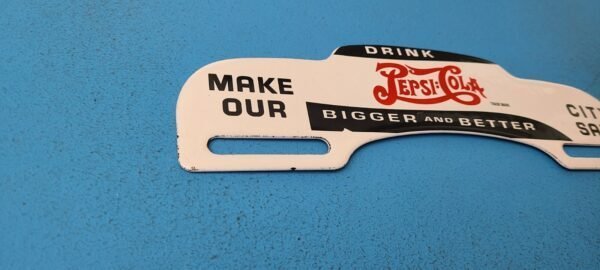 DRINK
PEPSI:COLA
TRADE MARK
BIGGER AND BETTER
MAKE
OUR